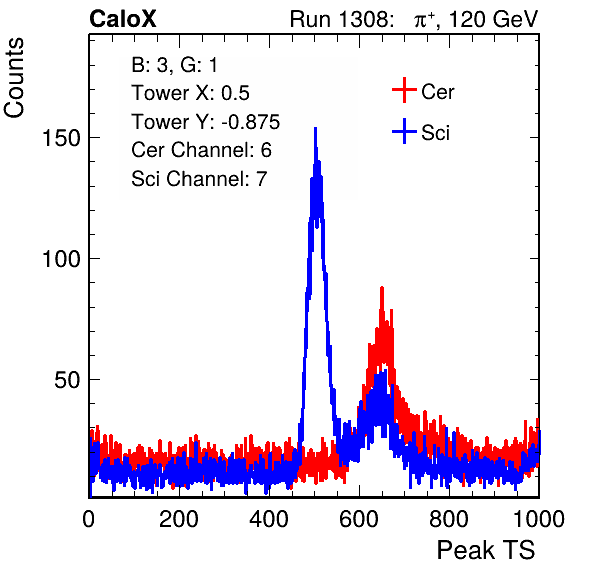 CaloX Run 1308: π⁺, 120 GeV
Counts
B: 3, G: 1
Tower X: 0.5
Tower Y: -0.875
Cer Channel: 6
Sci Channel: 7
Cer
Sci
150
100
50
0 200 400 600 800 1000
Peak TS